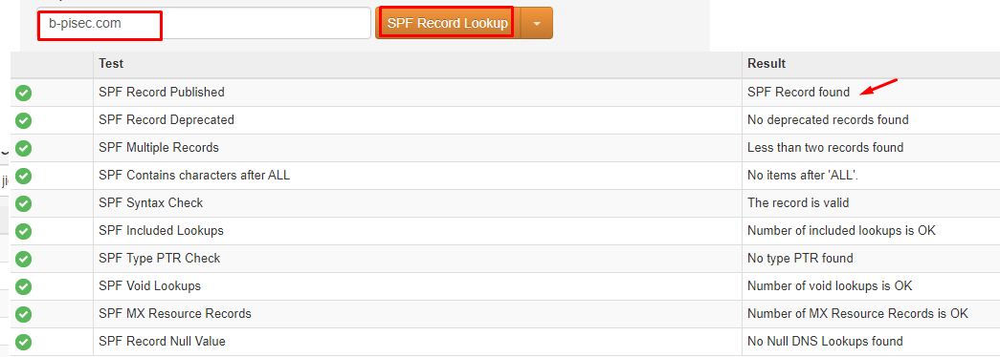 b-pisec.com SPF Record Lookup
Test Result
SPF Record Published SPF Record found
SPF Record Deprecated No deprecated records found
SPF Multiple Records Less than two records found
SPF Contains characters after ALL No items after 'ALL'.
SPF Syntax Check The record is valid
SPF Included Lookups Number of included lookups is OK
SPF Type PTR Check No type PTR found
SPF Void Lookups Number of void lookups is OK
SPF MX Resource Records Number of MX Resource Records is OK
SPF Record Null Value No Null DNS Lookups found